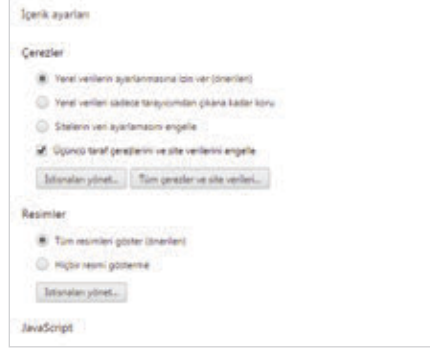 İçerik ayarları
Çerezler
Yerel verilerin ayarlanmasına izin ver (önerilen)
Yerel verileri sadece tarayıcımdan çıkana kadar koru
Sitelerin veri ayarlamasını engelle
Üçüncü taraf çerezlerini ve site verilerini engelle
İstisnaları yönet... Tüm çerezler ve site verileri...
Resimler
Tüm resimleri göster (önerilen)
Hiçbir resmi gösterme
İstisnaları yönet...
JavaScript